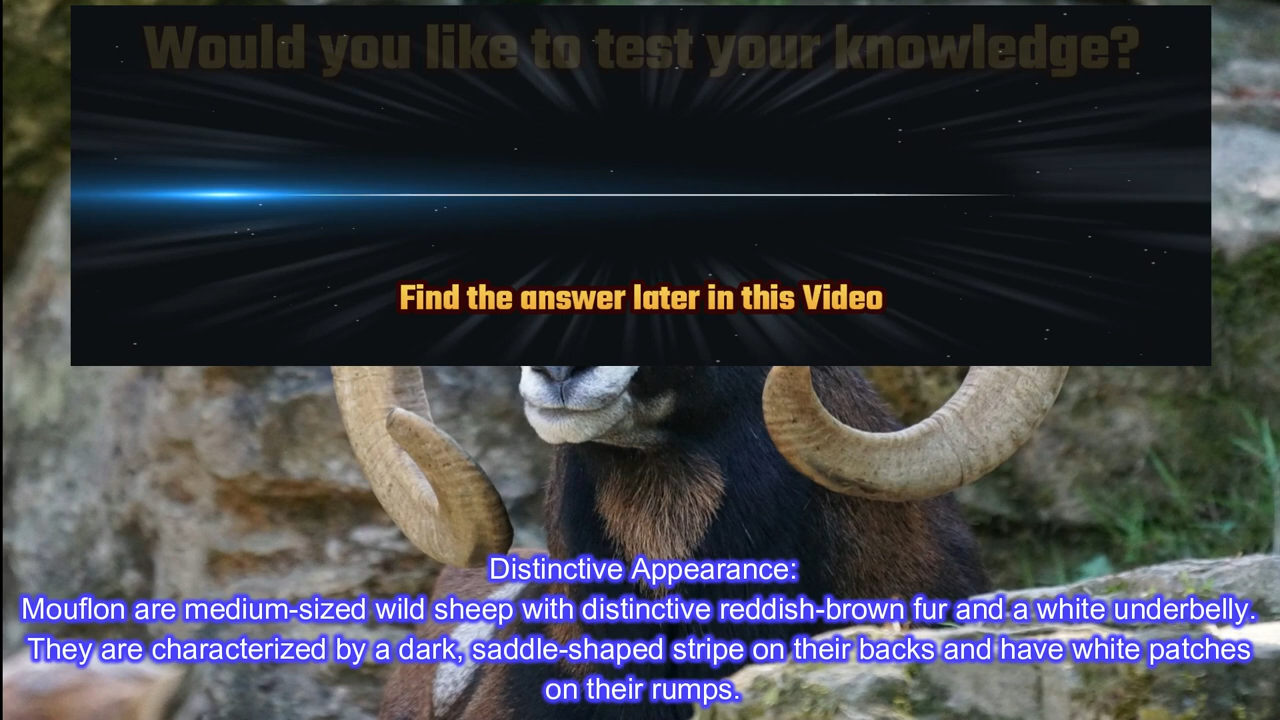 Would you like to test your knowledge?
Find the answer later in this Video
Distinctive Appearance:
Mouflon are medium-sized wild sheep with distinctive reddish-brown fur and a white underbelly.
They are characterized by a dark, saddle-shaped stripe on their backs and have white patches
on their rumps.